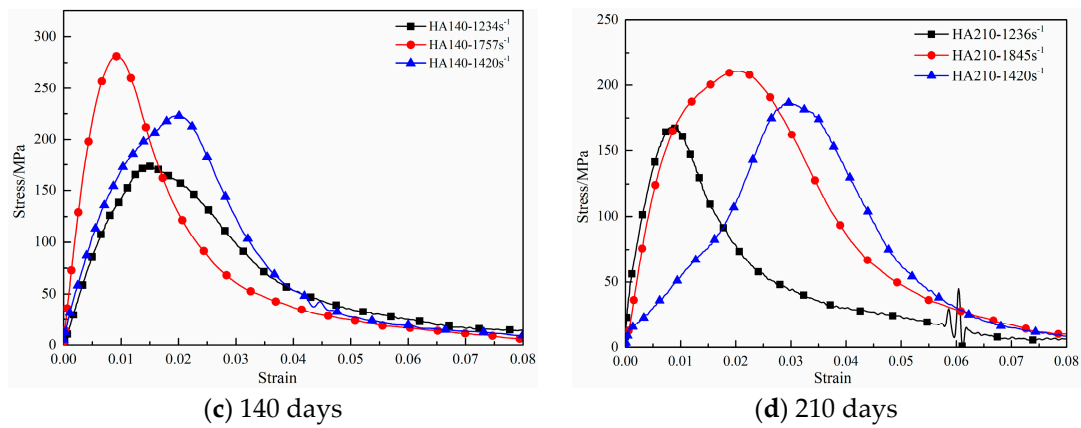 300
250
200
150
100
50
0
Stress/MPa
0.00 0.01 0.02 0.03 0.04 0.05 0.06 0.07 0.08
Strain
HA140-1234s⁻¹
HA140-1757s⁻¹
HA140-1420s⁻¹
(c) 140 days
250
200
150
100
50
0
Stress/MPa
0.00 0.01 0.02 0.03 0.04 0.05 0.06 0.07 0.08
Strain
HA210-1236s⁻¹
HA210-1845s⁻¹
HA210-1420s⁻¹
(d) 210 days